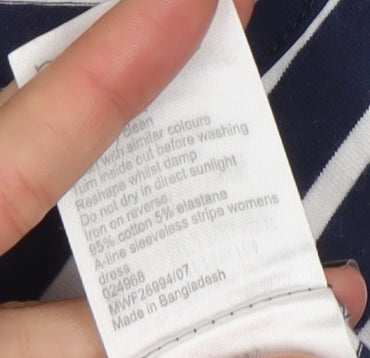 clean
with similar colours
Turn inside out before washing
Reshape whilst damp
Do not dry in direct sunlight
Iron on reverse
95% cotton 5% elastane
A-line sleeveless stripe womens
dress
024968
MWF26994/07
Made in Bangladesh